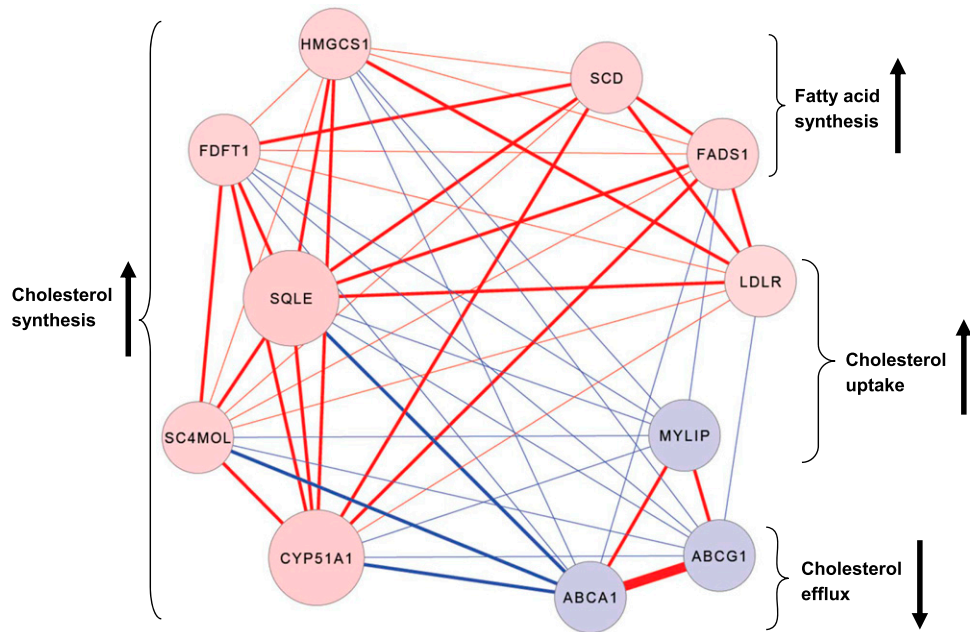 HMGCS1
SCD
Fatty acid
synthesis
FDFT1
FADS1
Cholesterol
synthesis
SQLE
LDLR
Cholesterol
uptake
SC4MOL
MYLIP
CYP51A1
ABCG1
ABCA1
Cholesterol
efflux